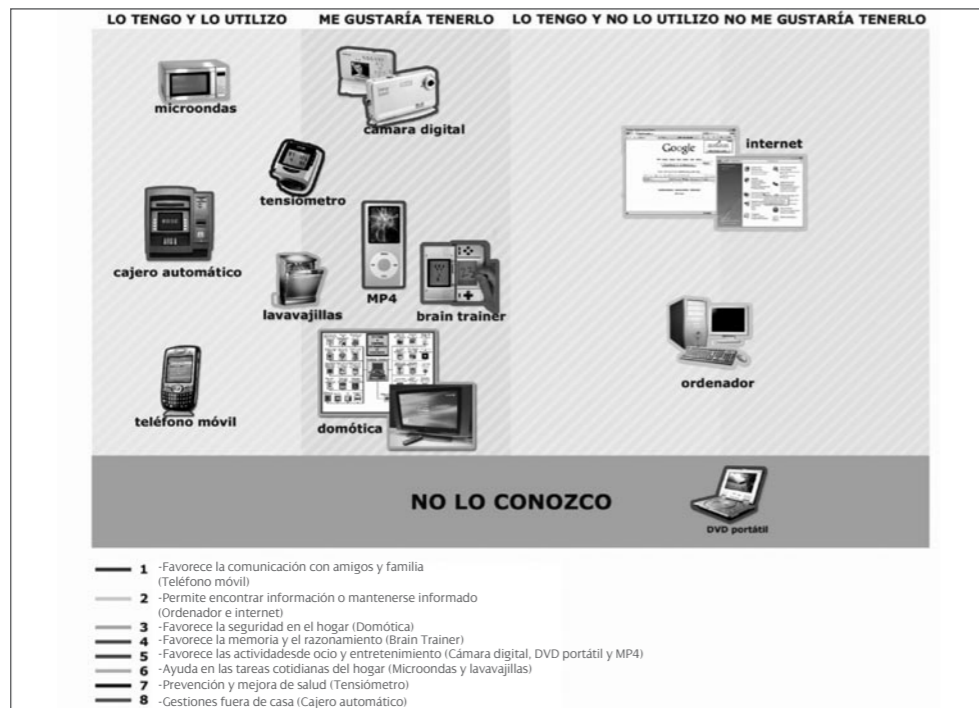 LO TENGO Y LO UTILIZO
ME GUSTARÍA TENERLO
LO TENGO Y NO LO UTILIZO
NO ME GUSTARÍA TENERLO
microondas
cámara digital
Google
internet
tensiómetro
cajero automático
lavavajillas
MP4
brain trainer
ordenador
teléfono móvil
domótica
NO LO CONOZCO
DVD portátil
1 -Favorece la comunicación con amigos y familia
(Teléfono móvil)
2 -Permite encontrar información o mantenerse informado
(Ordenador e internet)
3 -Favorece la seguridad en el hogar (Domótica)
4 -Favorece la memoria y el razonamiento (Brain Trainer)
5 -Favorece las actividadesde ocio y entretenimiento (Cámara digital, DVD portátil y MP4)
6 -Ayuda en las tareas cotidianas del hogar (Microondas y lavavajillas)
7 -Prevención y mejora de salud (Tensiómetro)
8 -Gestiones fuera de casa (Cajero automático)